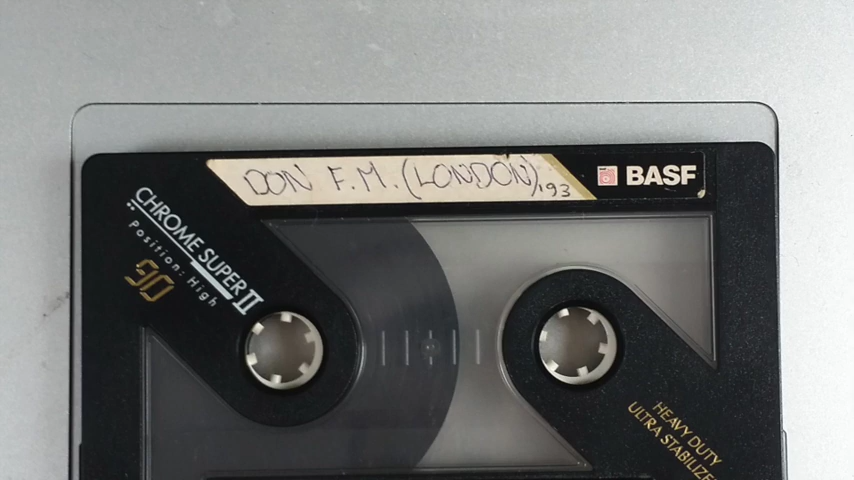 DON F.M. (LONDON) '93
BASF
CHROME SUPER II
Position: High
90
HEAVY DUTY
ULTRA STABILIZE